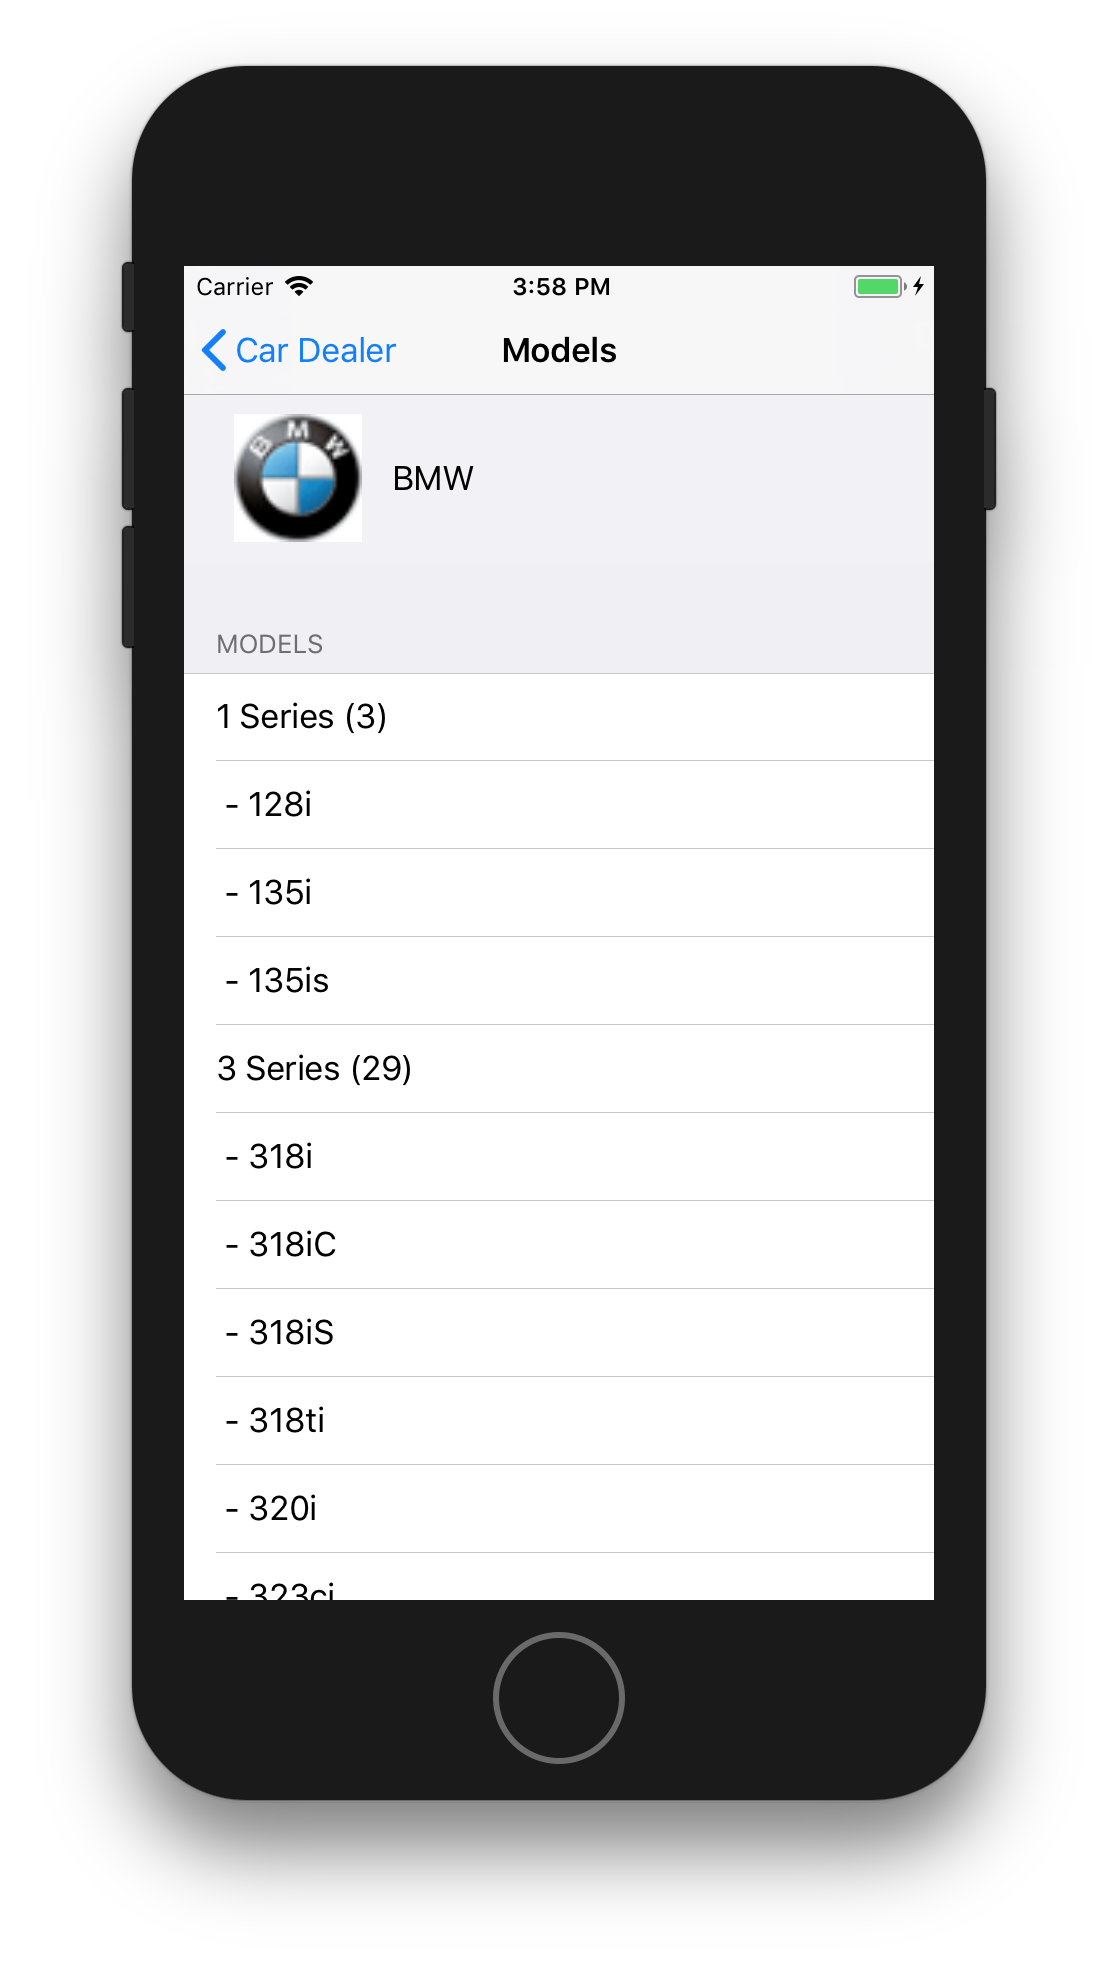 Carrier 3:58 PM
Car Dealer Models
BMW BMW
MODELS
1 Series (3)
- 128i
- 135i
- 135is
3 Series (29)
- 318i
- 318iC
- 318iS
- 318ti
- 320i
- 323ci